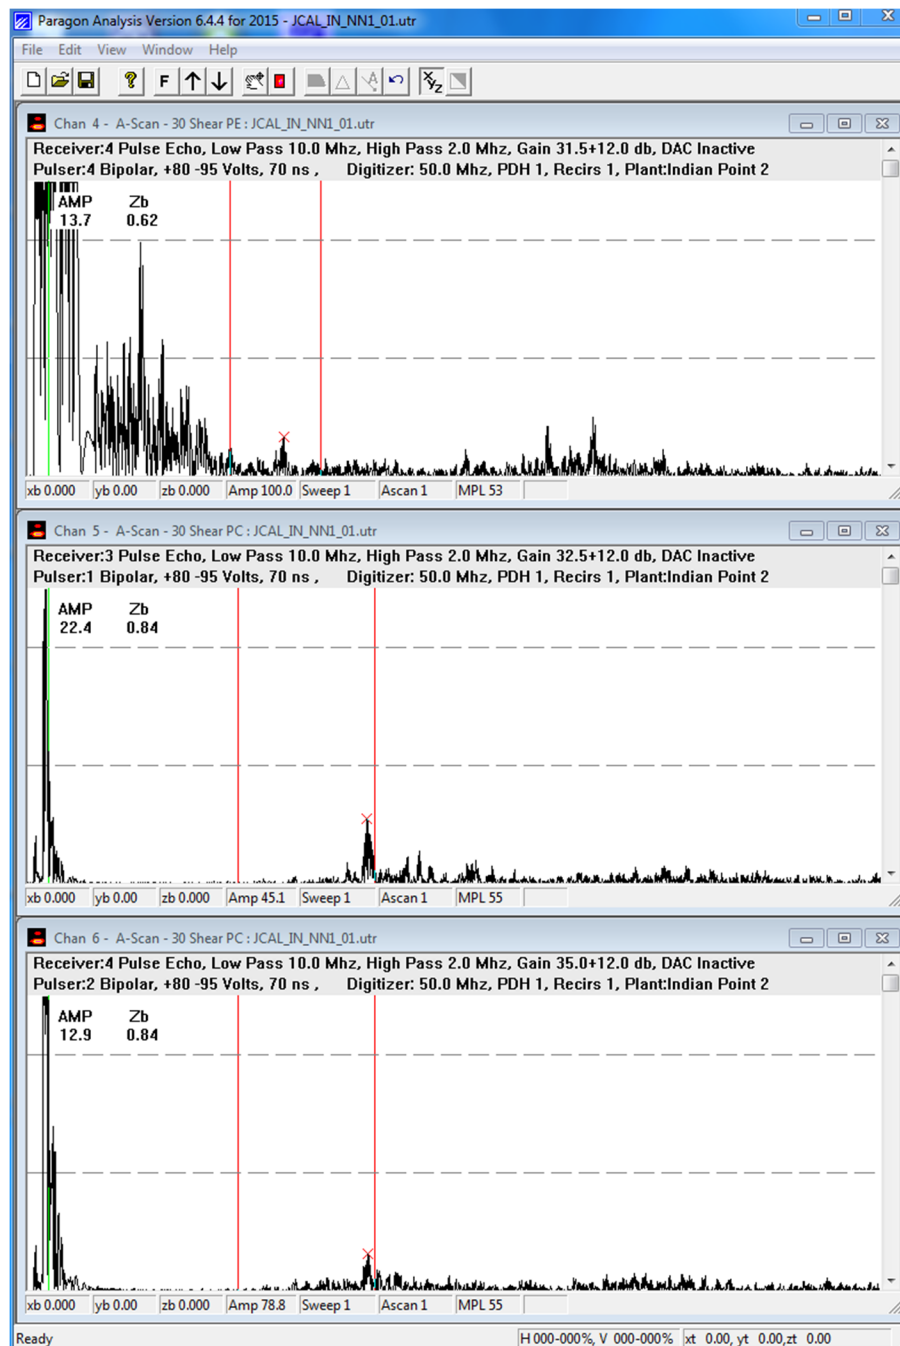 Paragon Analysis Version 6.4.4 for 2015 - JCAL_IN_NN1_01.utr
File Edit View Window Help
F XYZ
Chan 4 - A-Scan - 30 Shear PE : JCAL_IN_NN1_01.utr
Receiver:4 Pulse Echo, Low Pass 10.0 Mhz, High Pass 2.0 Mhz, Gain 31.5+12.0 db, DAC Inactive
Pulser:4 Bipolar, +80 -95 Volts, 70 ns , Digitizer: 50.0 Mhz, PDH 1, Recirs 1, Plant:Indian Point 2
AMP Zb
13.7 0.62
xb 0.000 yb 0.00 zb 0.000 Amp 100.0 Sweep 1 Ascan 1 MPL 53
Chan 5 - A-Scan - 30 Shear PC : JCAL_IN_NN1_01.utr
Receiver:3 Pulse Echo, Low Pass 10.0 Mhz, High Pass 2.0 Mhz, Gain 32.5+12.0 db, DAC Inactive
Pulser:1 Bipolar, +80 -95 Volts, 70 ns , Digitizer: 50.0 Mhz, PDH 1, Recirs 1, Plant:Indian Point 2
AMP Zb
22.4 0.84
xb 0.000 yb 0.00 zb 0.000 Amp 45.1 Sweep 1 Ascan 1 MPL 55
Chan 6 - A-Scan - 30 Shear PC : JCAL_IN_NN1_01.utr
Receiver:4 Pulse Echo, Low Pass 10.0 Mhz, High Pass 2.0 Mhz, Gain 35.0+12.0 db, DAC Inactive
Pulser:2 Bipolar, +80 -95 Volts, 70 ns , Digitizer: 50.0 Mhz, PDH 1, Recirs 1, Plant:Indian Point 2
AMP Zb
12.9 0.84
xb 0.000 yb 0.00 zb 0.000 Amp 78.8 Sweep 1 Ascan 1 MPL 55
Ready H 000-000%, V 000-000% xt 0.00, yt 0.00,zt 0.00